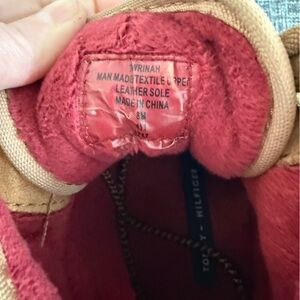 WRINAH
MAN MADE TEXTILE UPPER
LEATHER SOLE
MADE IN CHINA
8M
TOMMY HILFIGER